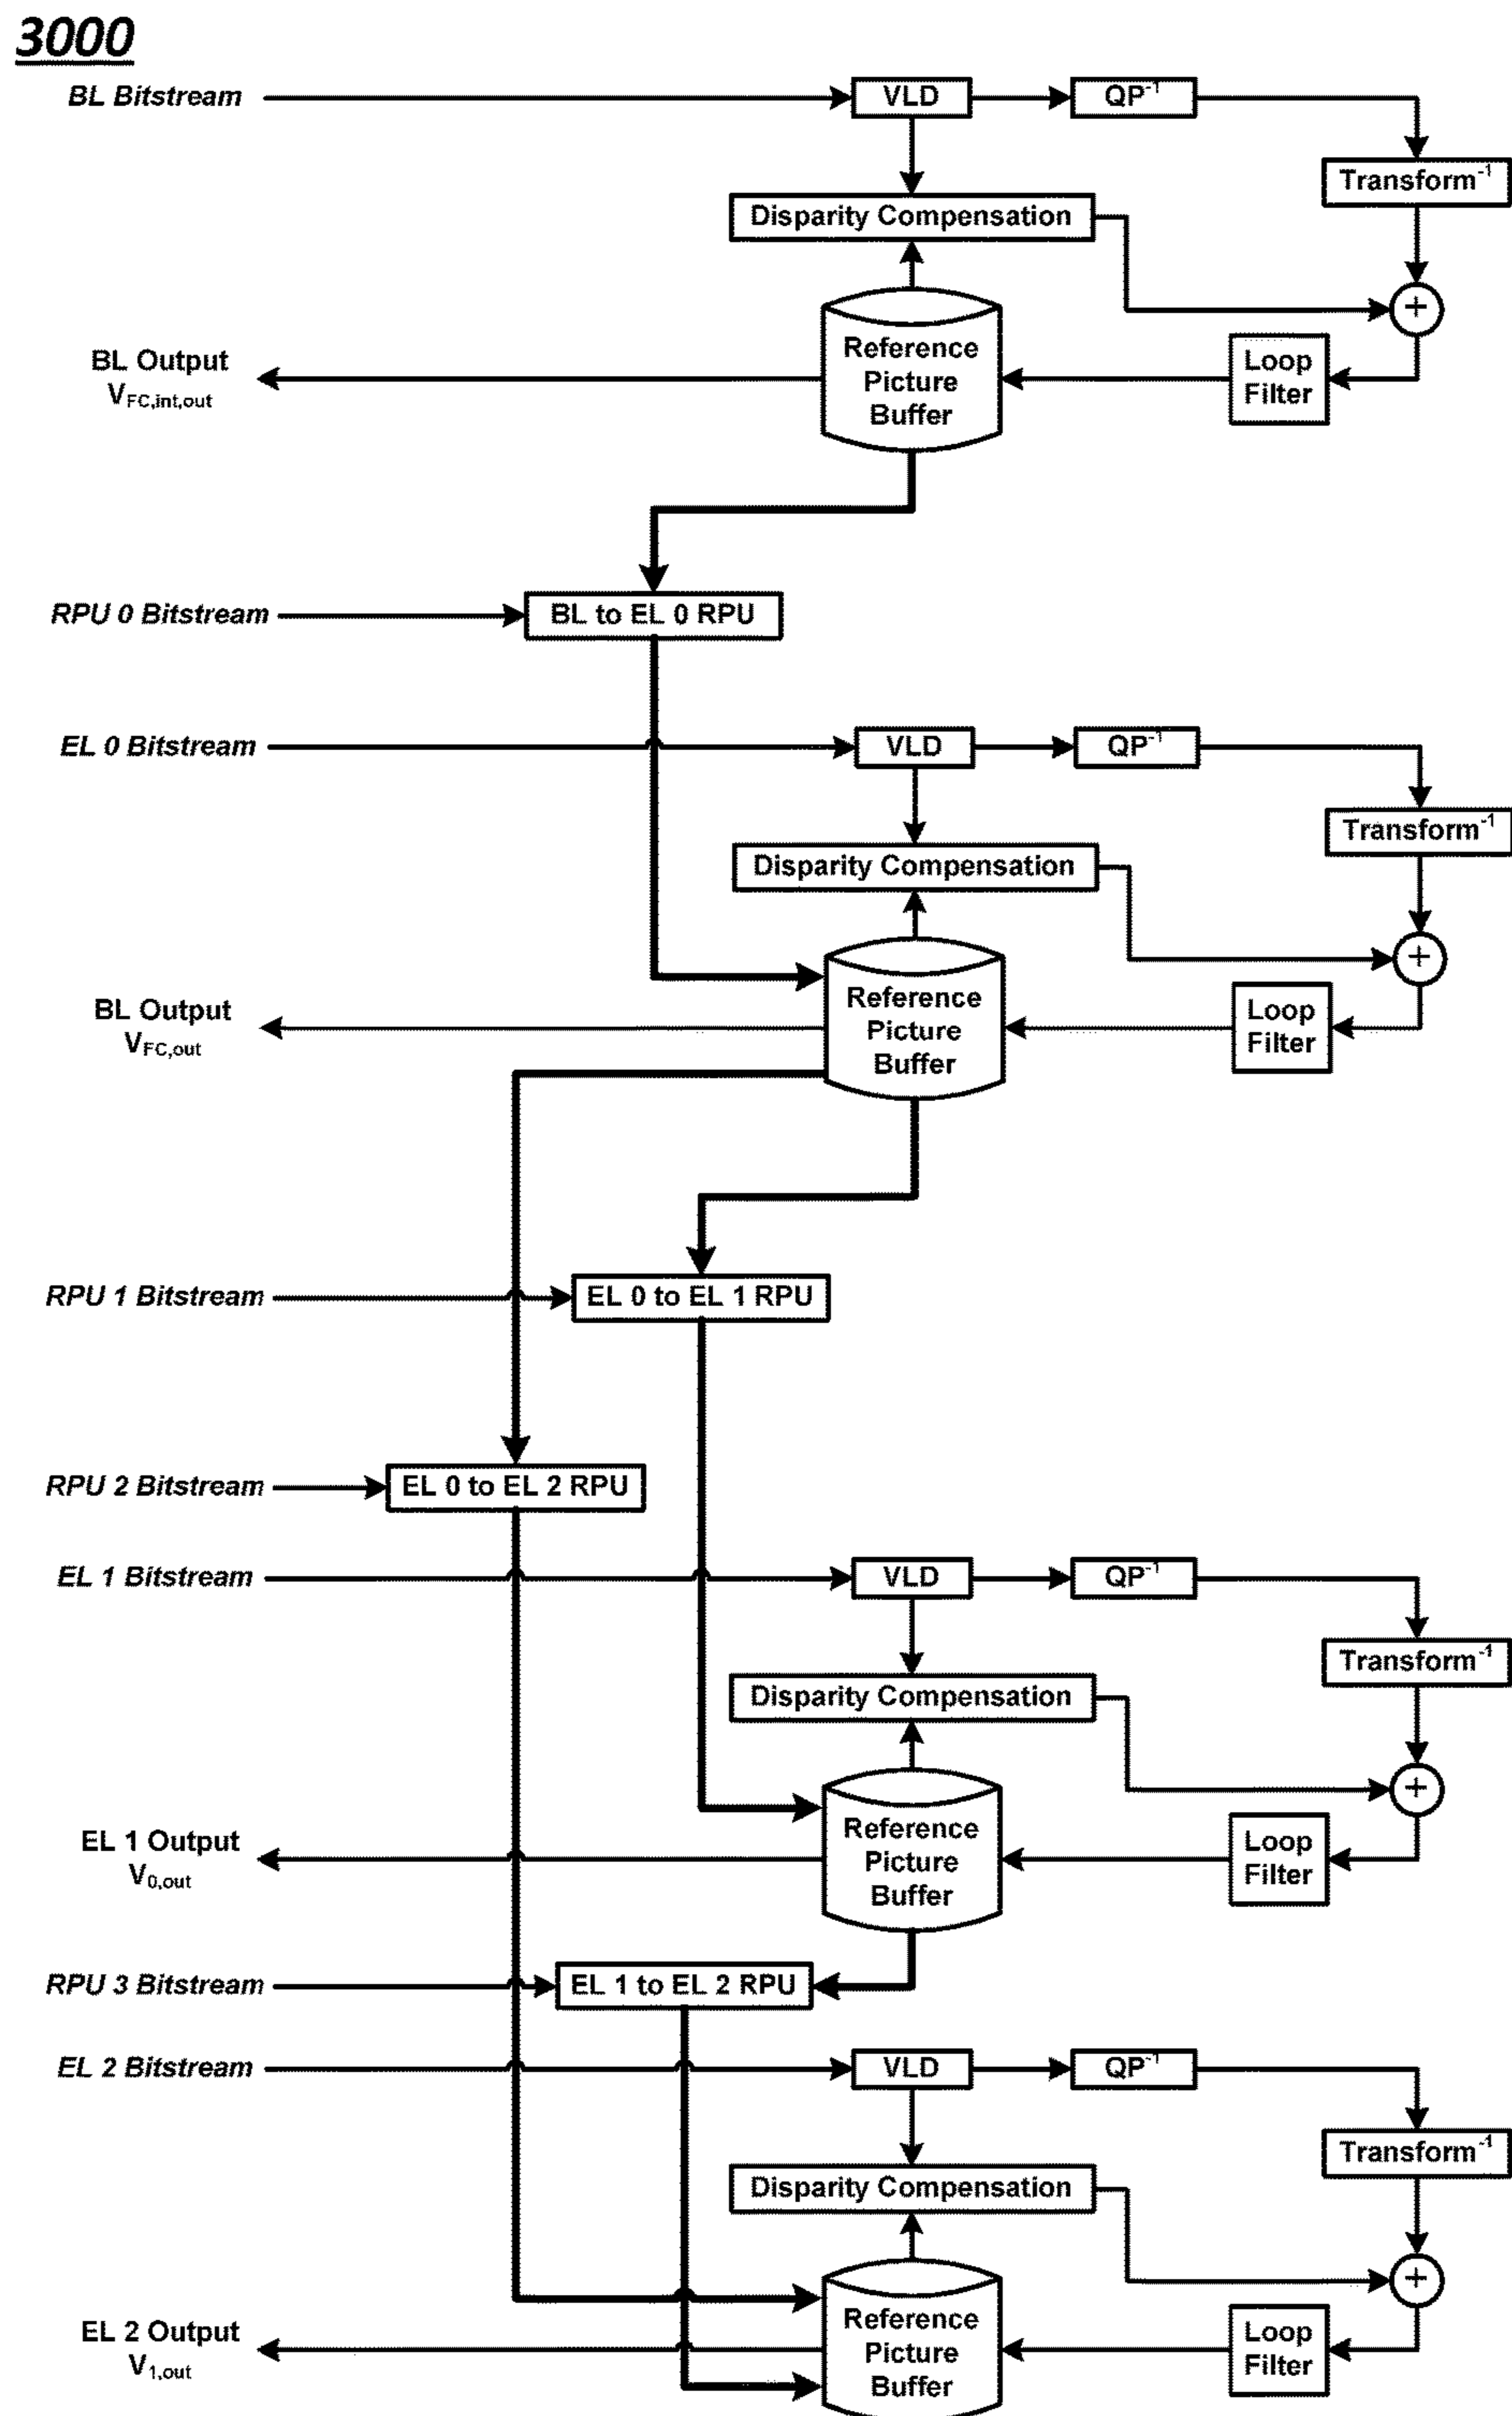 3000
BL Bitstream
VLD
QP⁻¹
Transform⁻¹
Disparity Compensation
+
Reference
Picture
Buffer
Loop
Filter
BL Output
V_FC,int,out
RPU 0 Bitstream
BL to EL 0 RPU
EL 0 Bitstream
VLD
QP⁻¹
Transform⁻¹
Disparity Compensation
+
Reference
Picture
Buffer
Loop
Filter
BL Output
V_FC,out
RPU 1 Bitstream
EL 0 to EL 1 RPU
RPU 2 Bitstream
EL 0 to EL 2 RPU
EL 1 Bitstream
VLD
QP⁻¹
Transform⁻¹
Disparity Compensation
+
Reference
Picture
Buffer
Loop
Filter
EL 1 Output
V_0,out
RPU 3 Bitstream
EL 1 to EL 2 RPU
EL 2 Bitstream
VLD
QP⁻¹
Transform⁻¹
Disparity Compensation
+
Reference
Picture
Buffer
Loop
Filter
EL 2 Output
V_1,out